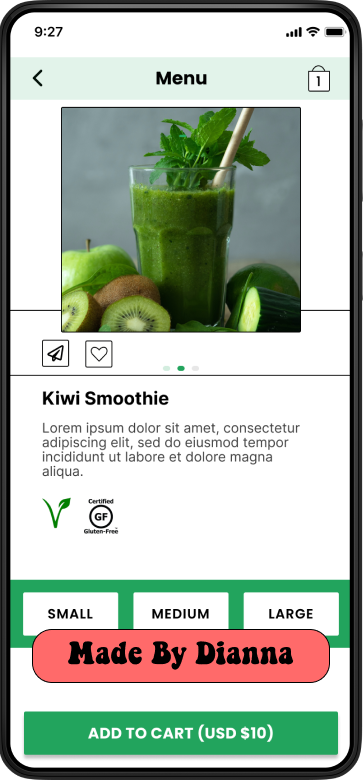 9:27
Menu
1
Kiwi Smoothie
Lorem ipsum dolor sit amet, consectetur
adipiscing elit, sed do eiusmod tempor
incididunt ut labore et dolore magna
aliqua.
Certified
GF
Gluten-Free
SMALL MEDIUM LARGE
Made By Dianna
ADD TO CART (USD $10)